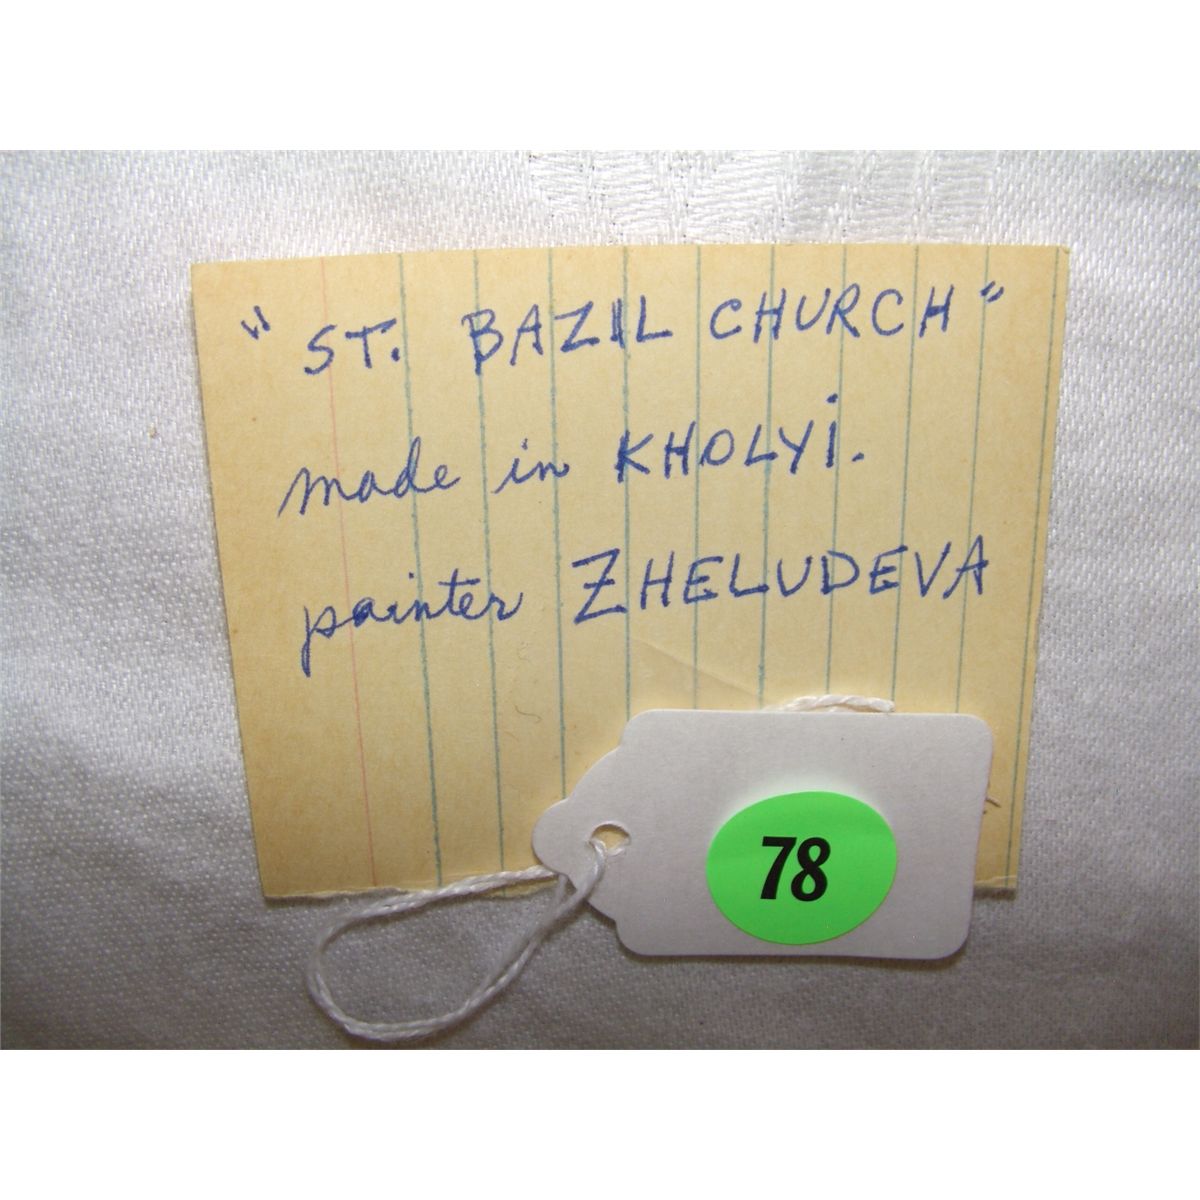 "ST. BAZIL CHURCH"
made in KHOLYi.
painter ZHELUDEVA
78